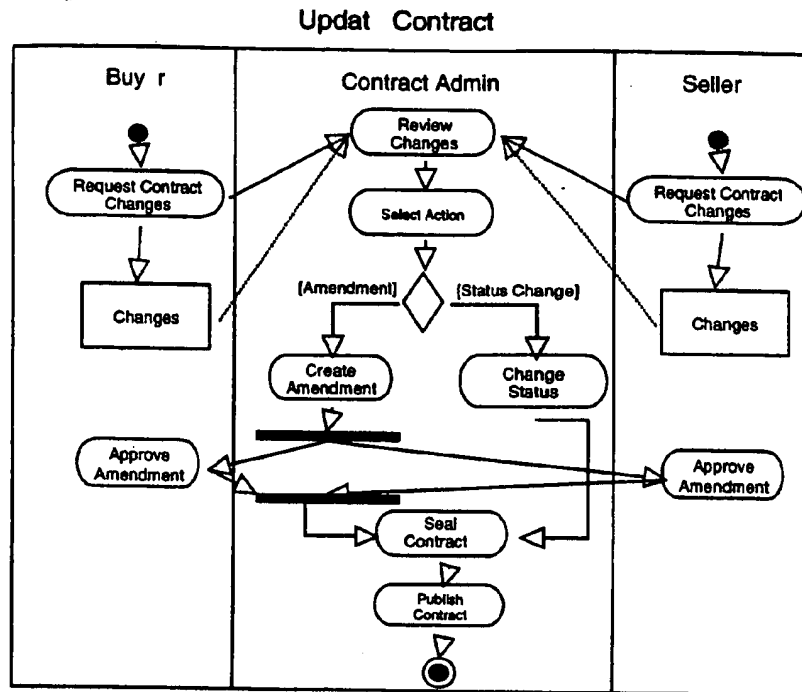 Updat Contract
Buy r
Contract Admin
Seller
Review
Changes
Request Contract
Changes
Request Contract
Changes
Select Action
[Amendment]
[Status Change]
Changes
Changes
Create
Amendment
Change
Status
Approve
Amendment
Approve
Amendment
Seal
Contract
Publish
Contract